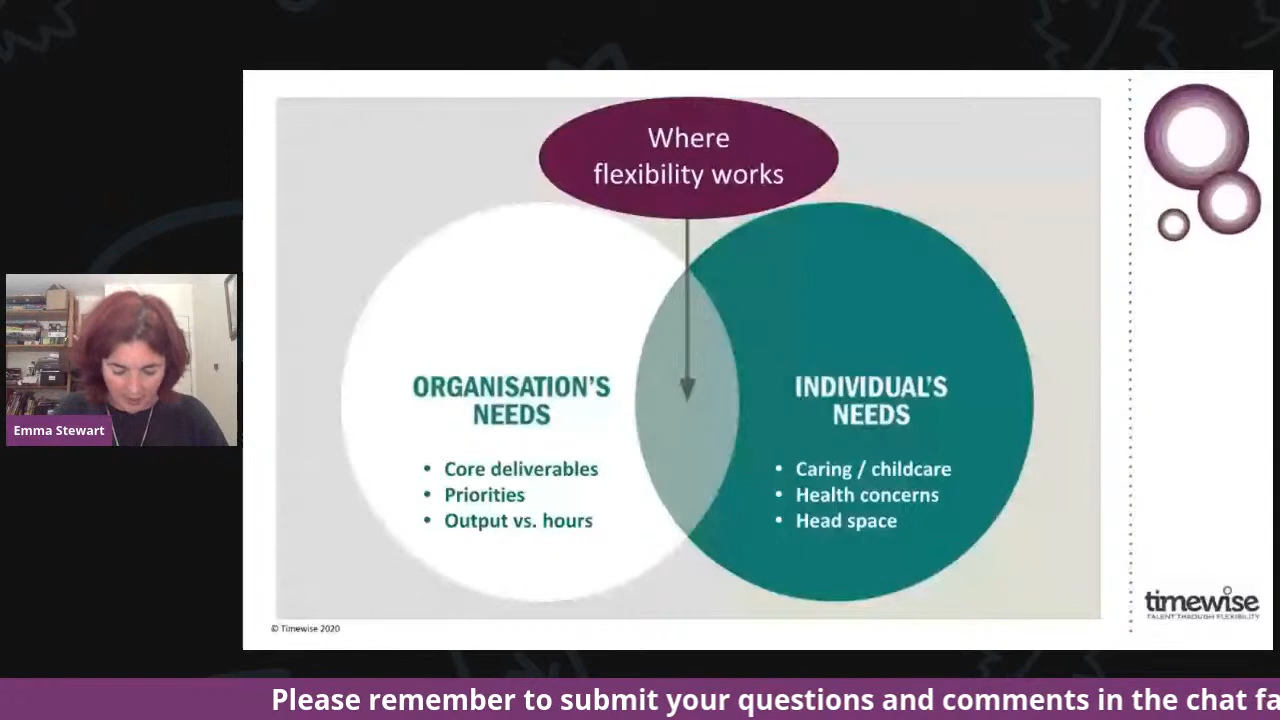 Where
flexibility works
ORGANISATION'S
NEEDS
• Core deliverables
• Priorities
• Output vs. hours
INDIVIDUAL'S
NEEDS
• Caring / childcare
• Health concerns
• Head space
Emma Stewart
timewise
TALENT THROUGH FLEXIBILITY
© Timewise 2020
Please remember to submit your questions and comments in the chat fa